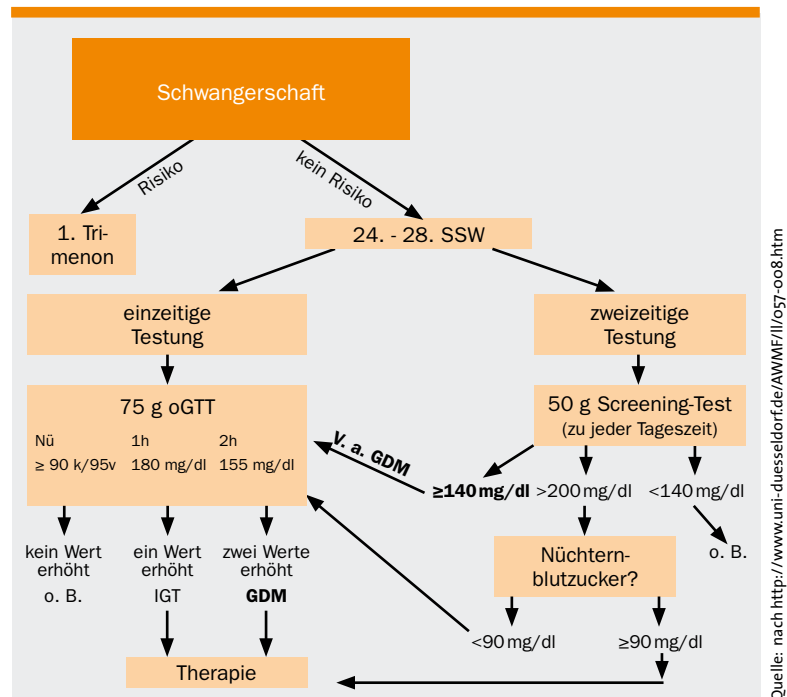 Schwangerschaft
Risiko
kein Risiko
1. Tri-
menon
24. - 28. SSW
einzeitige
Testung
zweizeitige
Testung
75 g oGTT
Nü 1h 2h
≥ 90 k/95v 180 mg/dl 155 mg/dl
50 g Screening-Test
(zu jeder Tageszeit)
V. a. GDM
≥140 mg/dl >200 mg/dl <140 mg/dl
kein Wert
erhöht
o. B.
ein Wert
erhöht
IGT
zwei Werte
erhöht
GDM
Nüchtern-
blutzucker?
o. B.
<90 mg/dl ≥90 mg/dl
Therapie
Quelle: nach http://www.uni-duesseldorf.de/AWMF/ll/057-008.htm